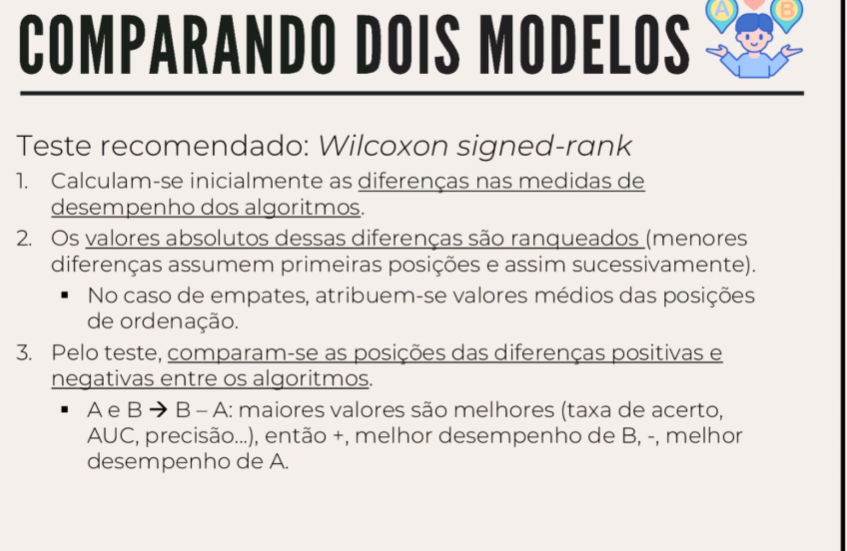 A B
COMPARANDO DOIS MODELOS
Teste recomendado: Wilcoxon signed-rank
1. Calculam-se inicialmente as diferenças nas medidas de
desempenho dos algoritmos.
2. Os valores absolutos dessas diferenças são ranqueados (menores
diferenças assumem primeiras posições e assim sucessivamente).
▪ No caso de empates, atribuem-se valores médios das posições
de ordenação.
3. Pelo teste, comparam-se as posições das diferenças positivas e
negativas entre os algoritmos.
▪ A e B → B – A: maiores valores são melhores (taxa de acerto,
AUC, precisão...), então +, melhor desempenho de B, -, melhor
desempenho de A.